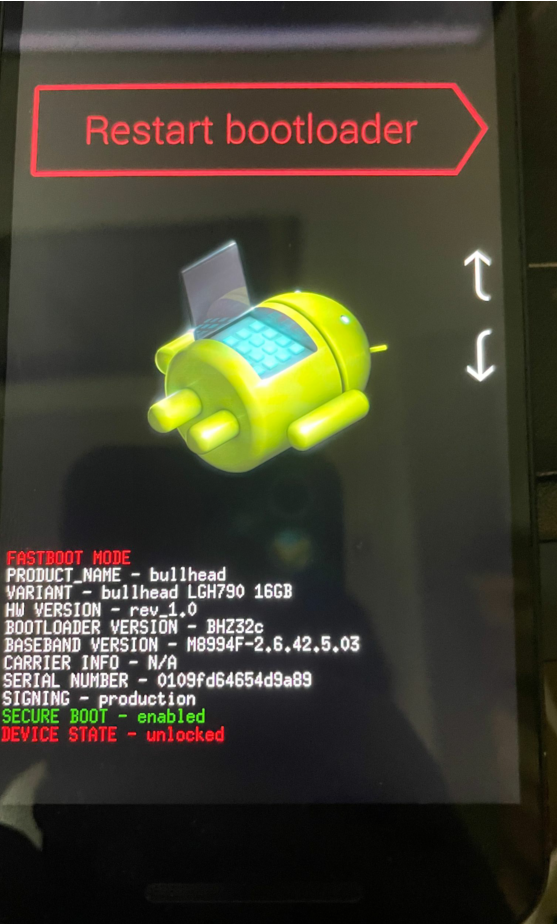 Restart bootloader
FASTBOOT MODE
PRODUCT_NAME - bullhead
VARIANT - bullhead LGH790 16GB
HW VERSION - rev_1.0
BOOTLOADER VERSION - BHZ32c
BASEBAND VERSION - M8994F-2.6.42.5.03
CARRIER INFO - N/A
SERIAL NUMBER - 0109fd64654d9a89
SIGNING - production
SECURE BOOT - enabled
DEVICE STATE - unlocked